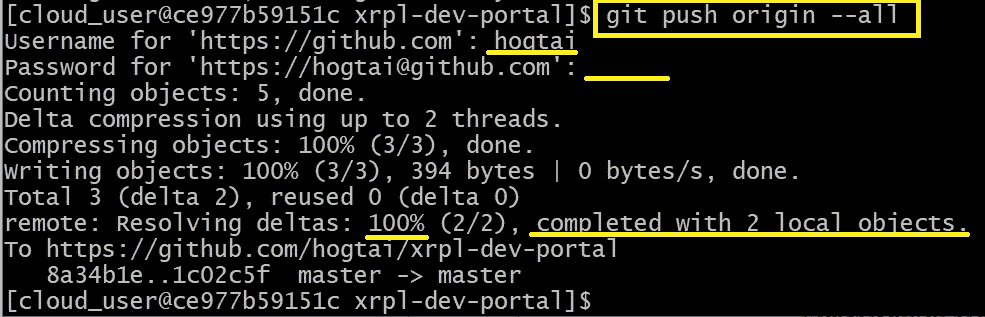 [cloud_user@ce977b59151c xrpl-dev-portal]$ git push origin --all
Username for 'https://github.com': hogtai
Password for 'https://hogtai@github.com':
Counting objects: 5, done.
Delta compression using up to 2 threads.
Compressing objects: 100% (3/3), done.
Writing objects: 100% (3/3), 394 bytes | 0 bytes/s, done.
Total 3 (delta 2), reused 0 (delta 0)
remote: Resolving deltas: 100% (2/2), completed with 2 local objects.
To https://github.com/hogtai/xrpl-dev-portal
   8a34b1e..1c02c5f  master -> master
[cloud_user@ce977b59151c xrpl-dev-portal]$